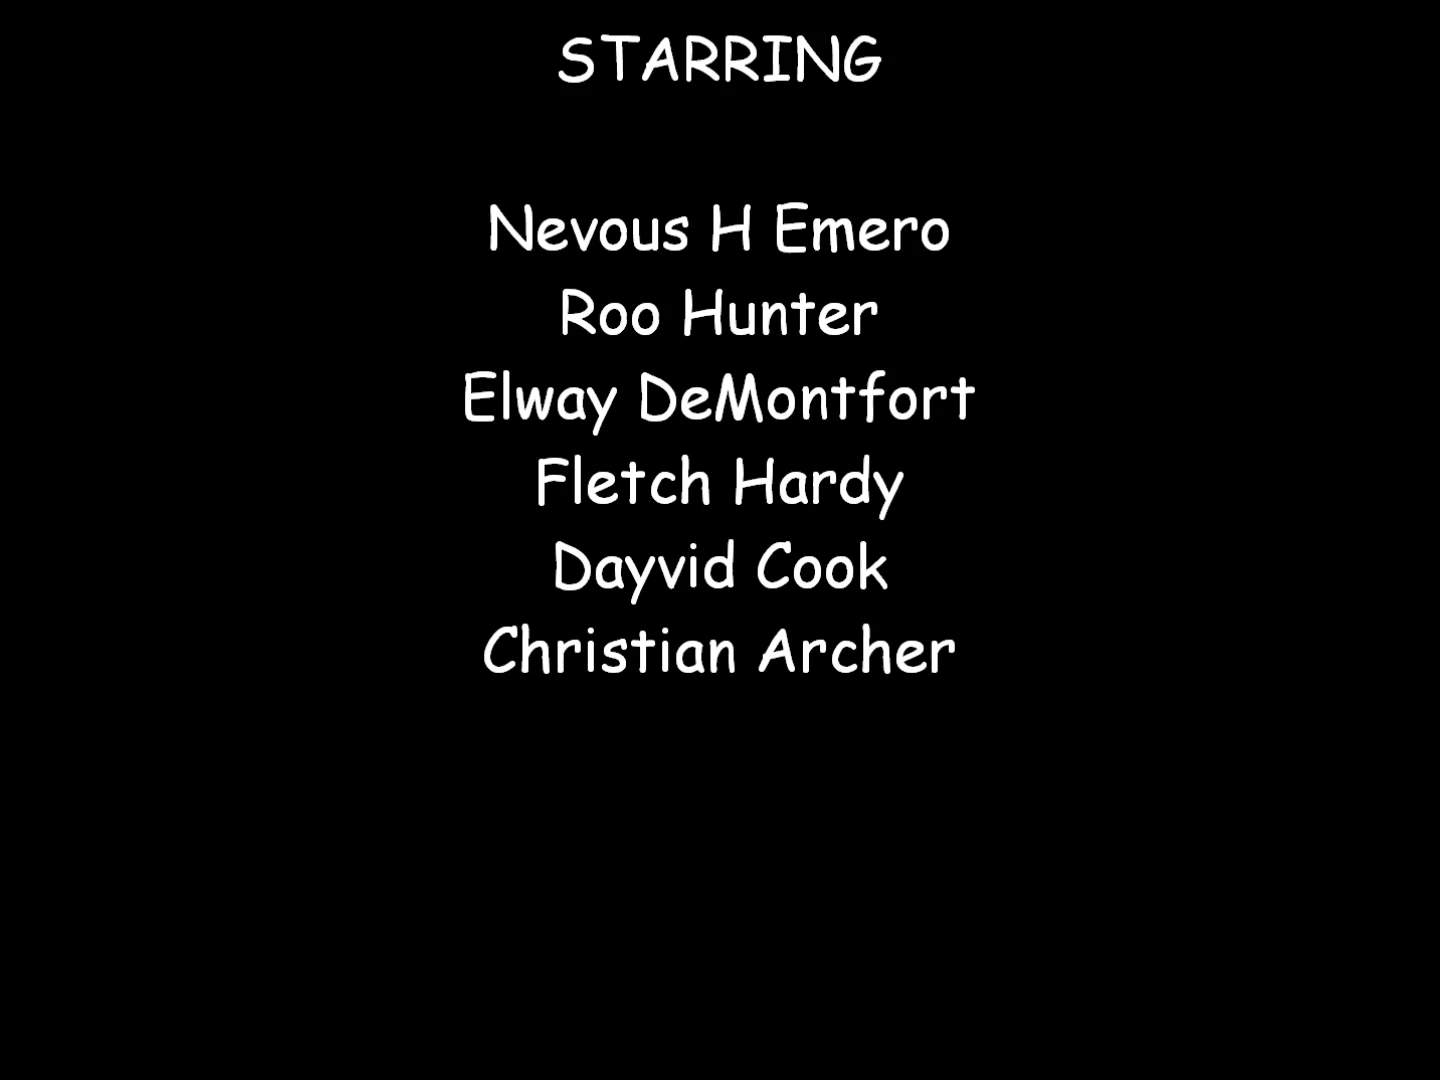 STARRING
Nevous H Emero
Roo Hunter
Elway DeMontfort
Fletch Hardy
Dayvid Cook
Christian Archer